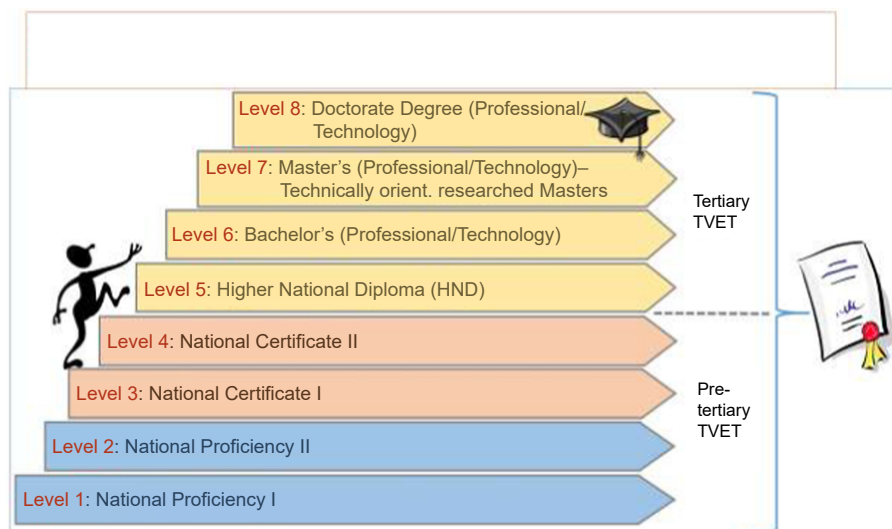 Level 8: Doctorate Degree (Professional/
Technology)
Level 7: Master's (Professional/Technology)–
Technically orient. researched Masters
Level 6: Bachelor's (Professional/Technology)
Level 5: Higher National Diploma (HND)
Level 4: National Certificate II
Level 3: National Certificate I
Level 2: National Proficiency II
Level 1: National Proficiency I
Tertiary
TVET
Pre-
tertiary
TVET